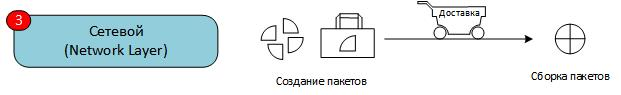 3
Сетевой
(Network Layer)
Доставка
Создание пакетов
Сборка пакетов